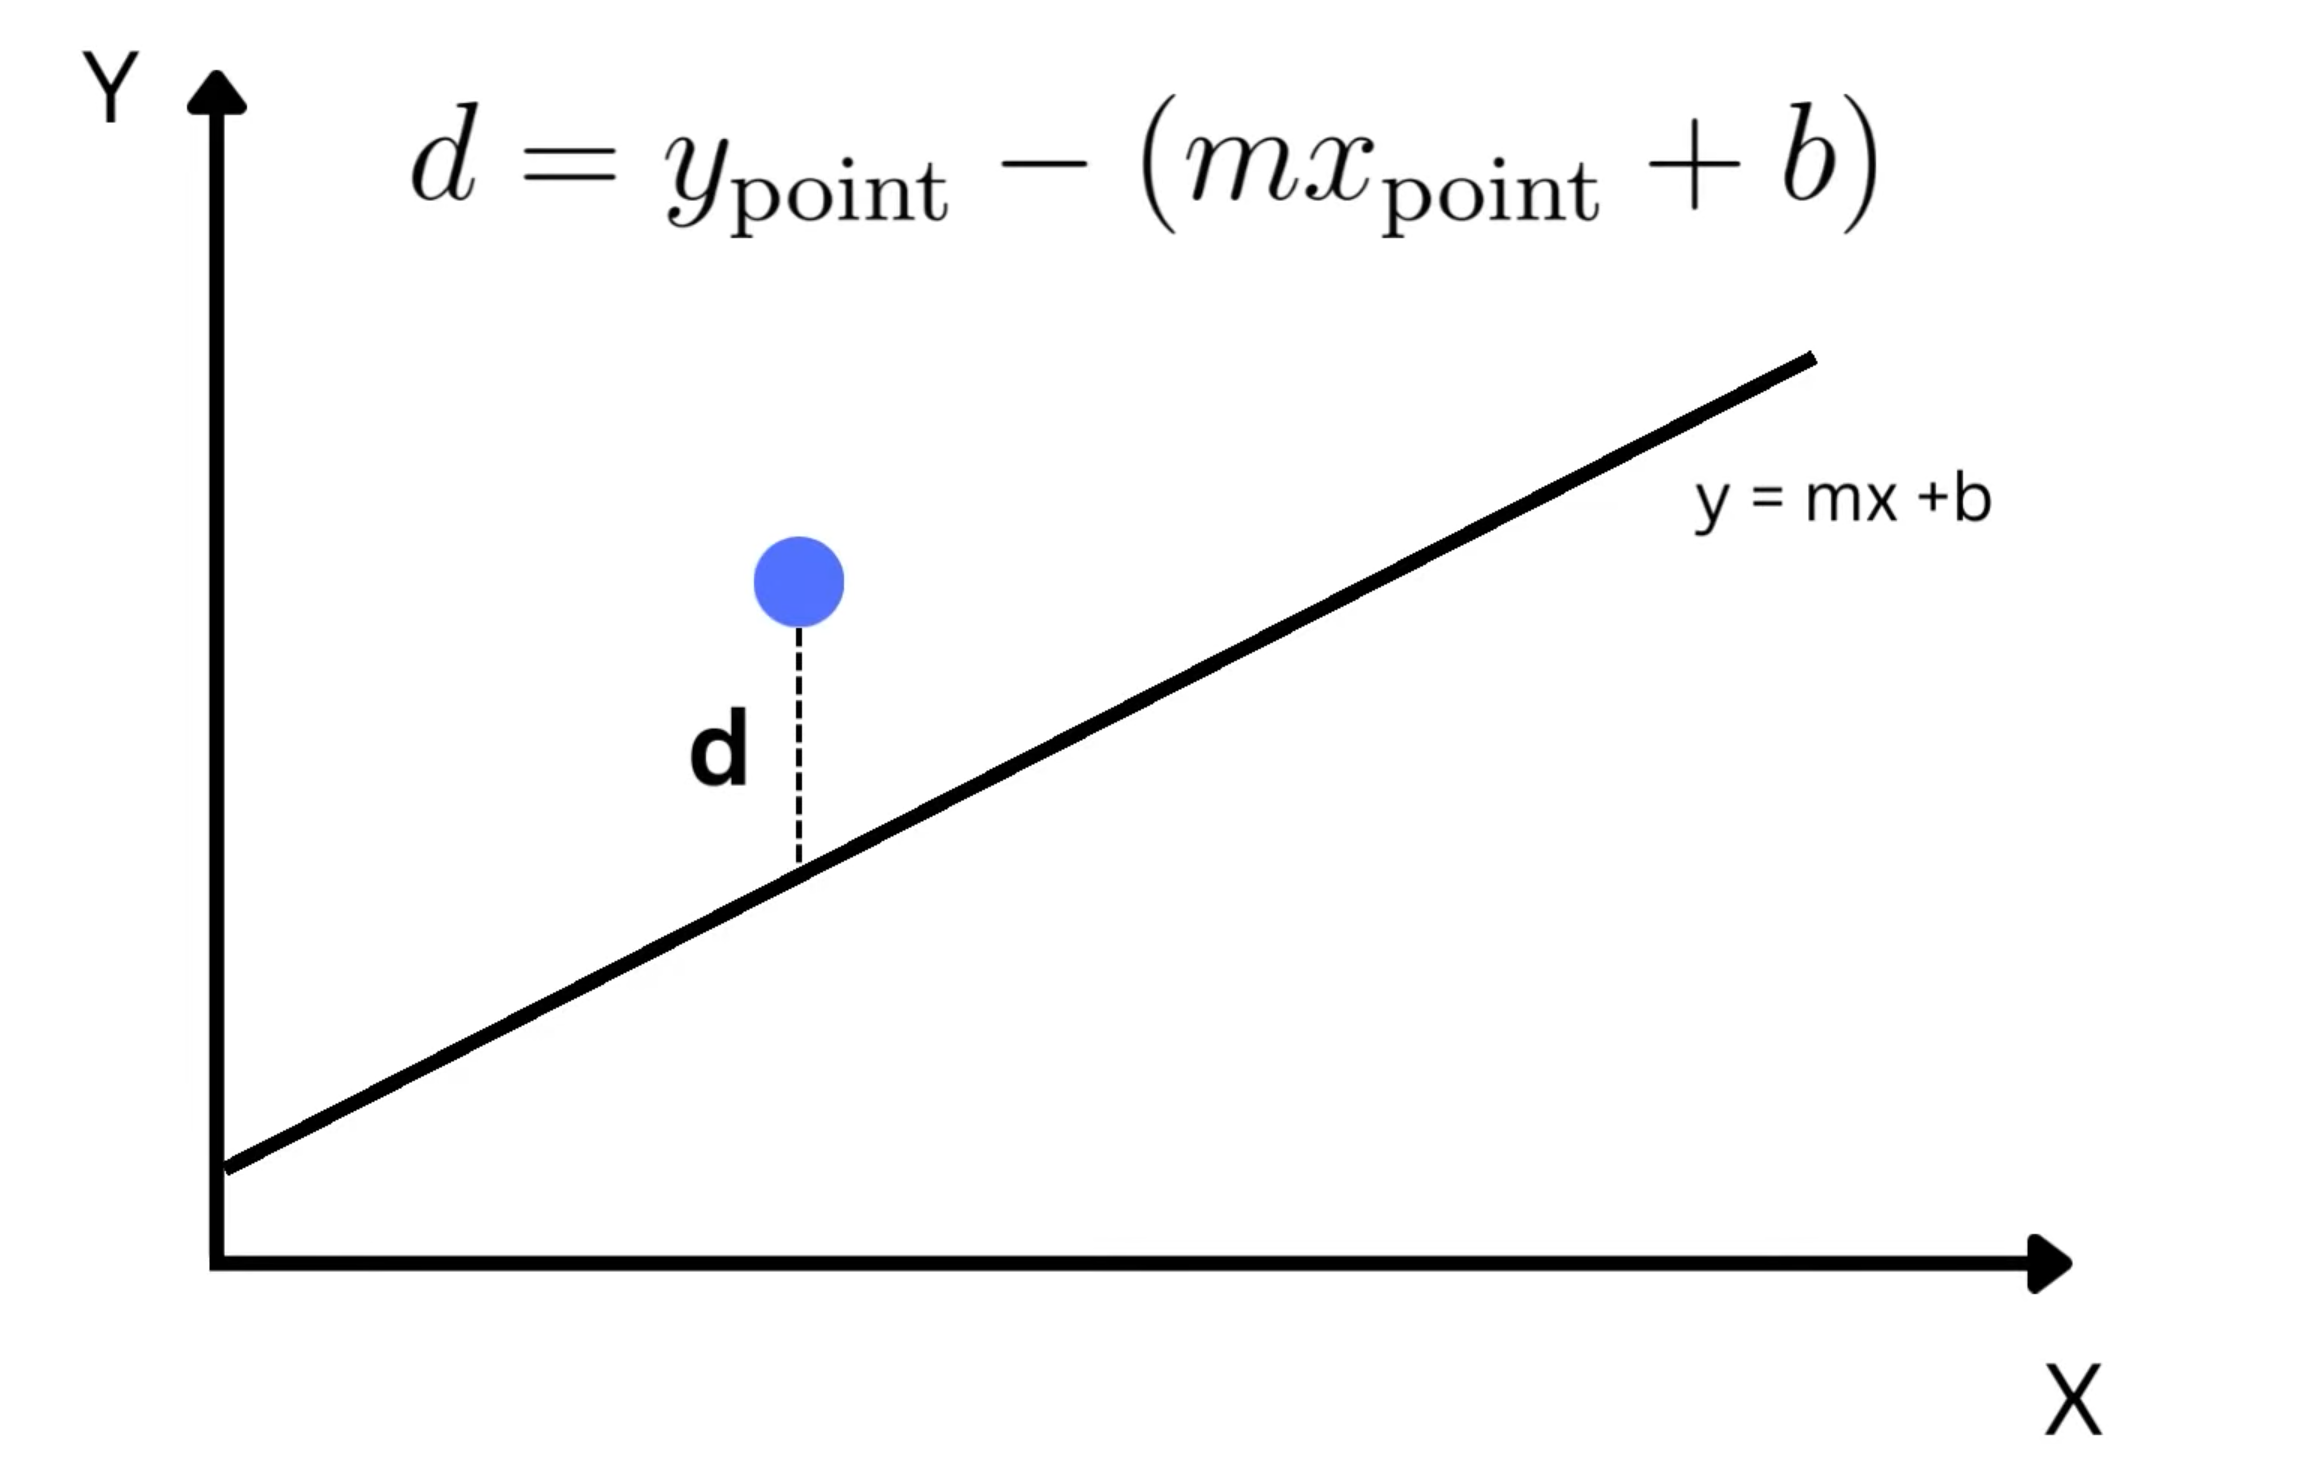 Y
d = y_point − (mx_point + b)
y = mx +b
d
X